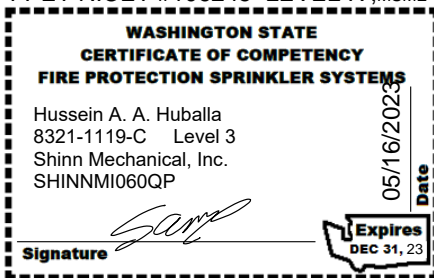 WASHINGTON STATE
CERTIFICATE OF COMPETENCY
FIRE PROTECTION SPRINKLER SYSTEMS
Hussein A. A. Huballa
8321-1119-C Level 3
Shinn Mechanical, Inc.
SHINNMI060QP
Signature
05/16/2023
Date
Expires
DEC 31, 23